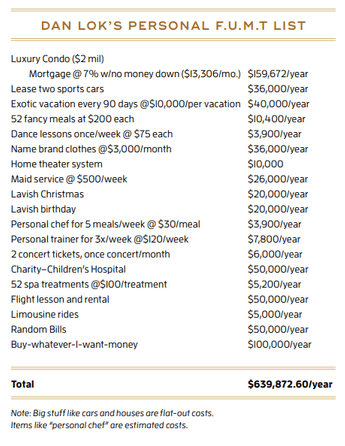 DAN LOK'S PERSONAL F.U.M.T LIST
Luxury Condo ($2 mil)
Mortgage @ 7% w/no money down ($13,306/mo.) $159,672/year
Lease two sports cars $36,000/year
Exotic vacation every 90 days @$10,000/per vacation $40,000/year
52 fancy meals at $200 each $10,400/year
Dance lessons once/week @ $75 each $3,900/year
Name brand clothes @$3,000/month $36,000/year
Home theater system $10,000
Maid service @ $500/week $26,000/year
Lavish Christmas $20,000/year
Lavish birthday $20,000/year
Personal chef for 5 meals/week @ $30/meal $3,900/year
Personal trainer for 3x/week @$120/week $7,800/year
2 concert tickets, once concert/month $6,000/year
Charity–Children's Hospital $50,000/year
52 spa treatments @$100/treatment $5,200/year
Flight lesson and rental $50,000/year
Limousine rides $5,000/year
Random Bills $50,000/year
Buy-whatever-I-want-money $100,000/year
Total $639,872.60/year
Note: Big stuff like cars and houses are flat-out costs.
Items like "personal chef" are estimated costs.